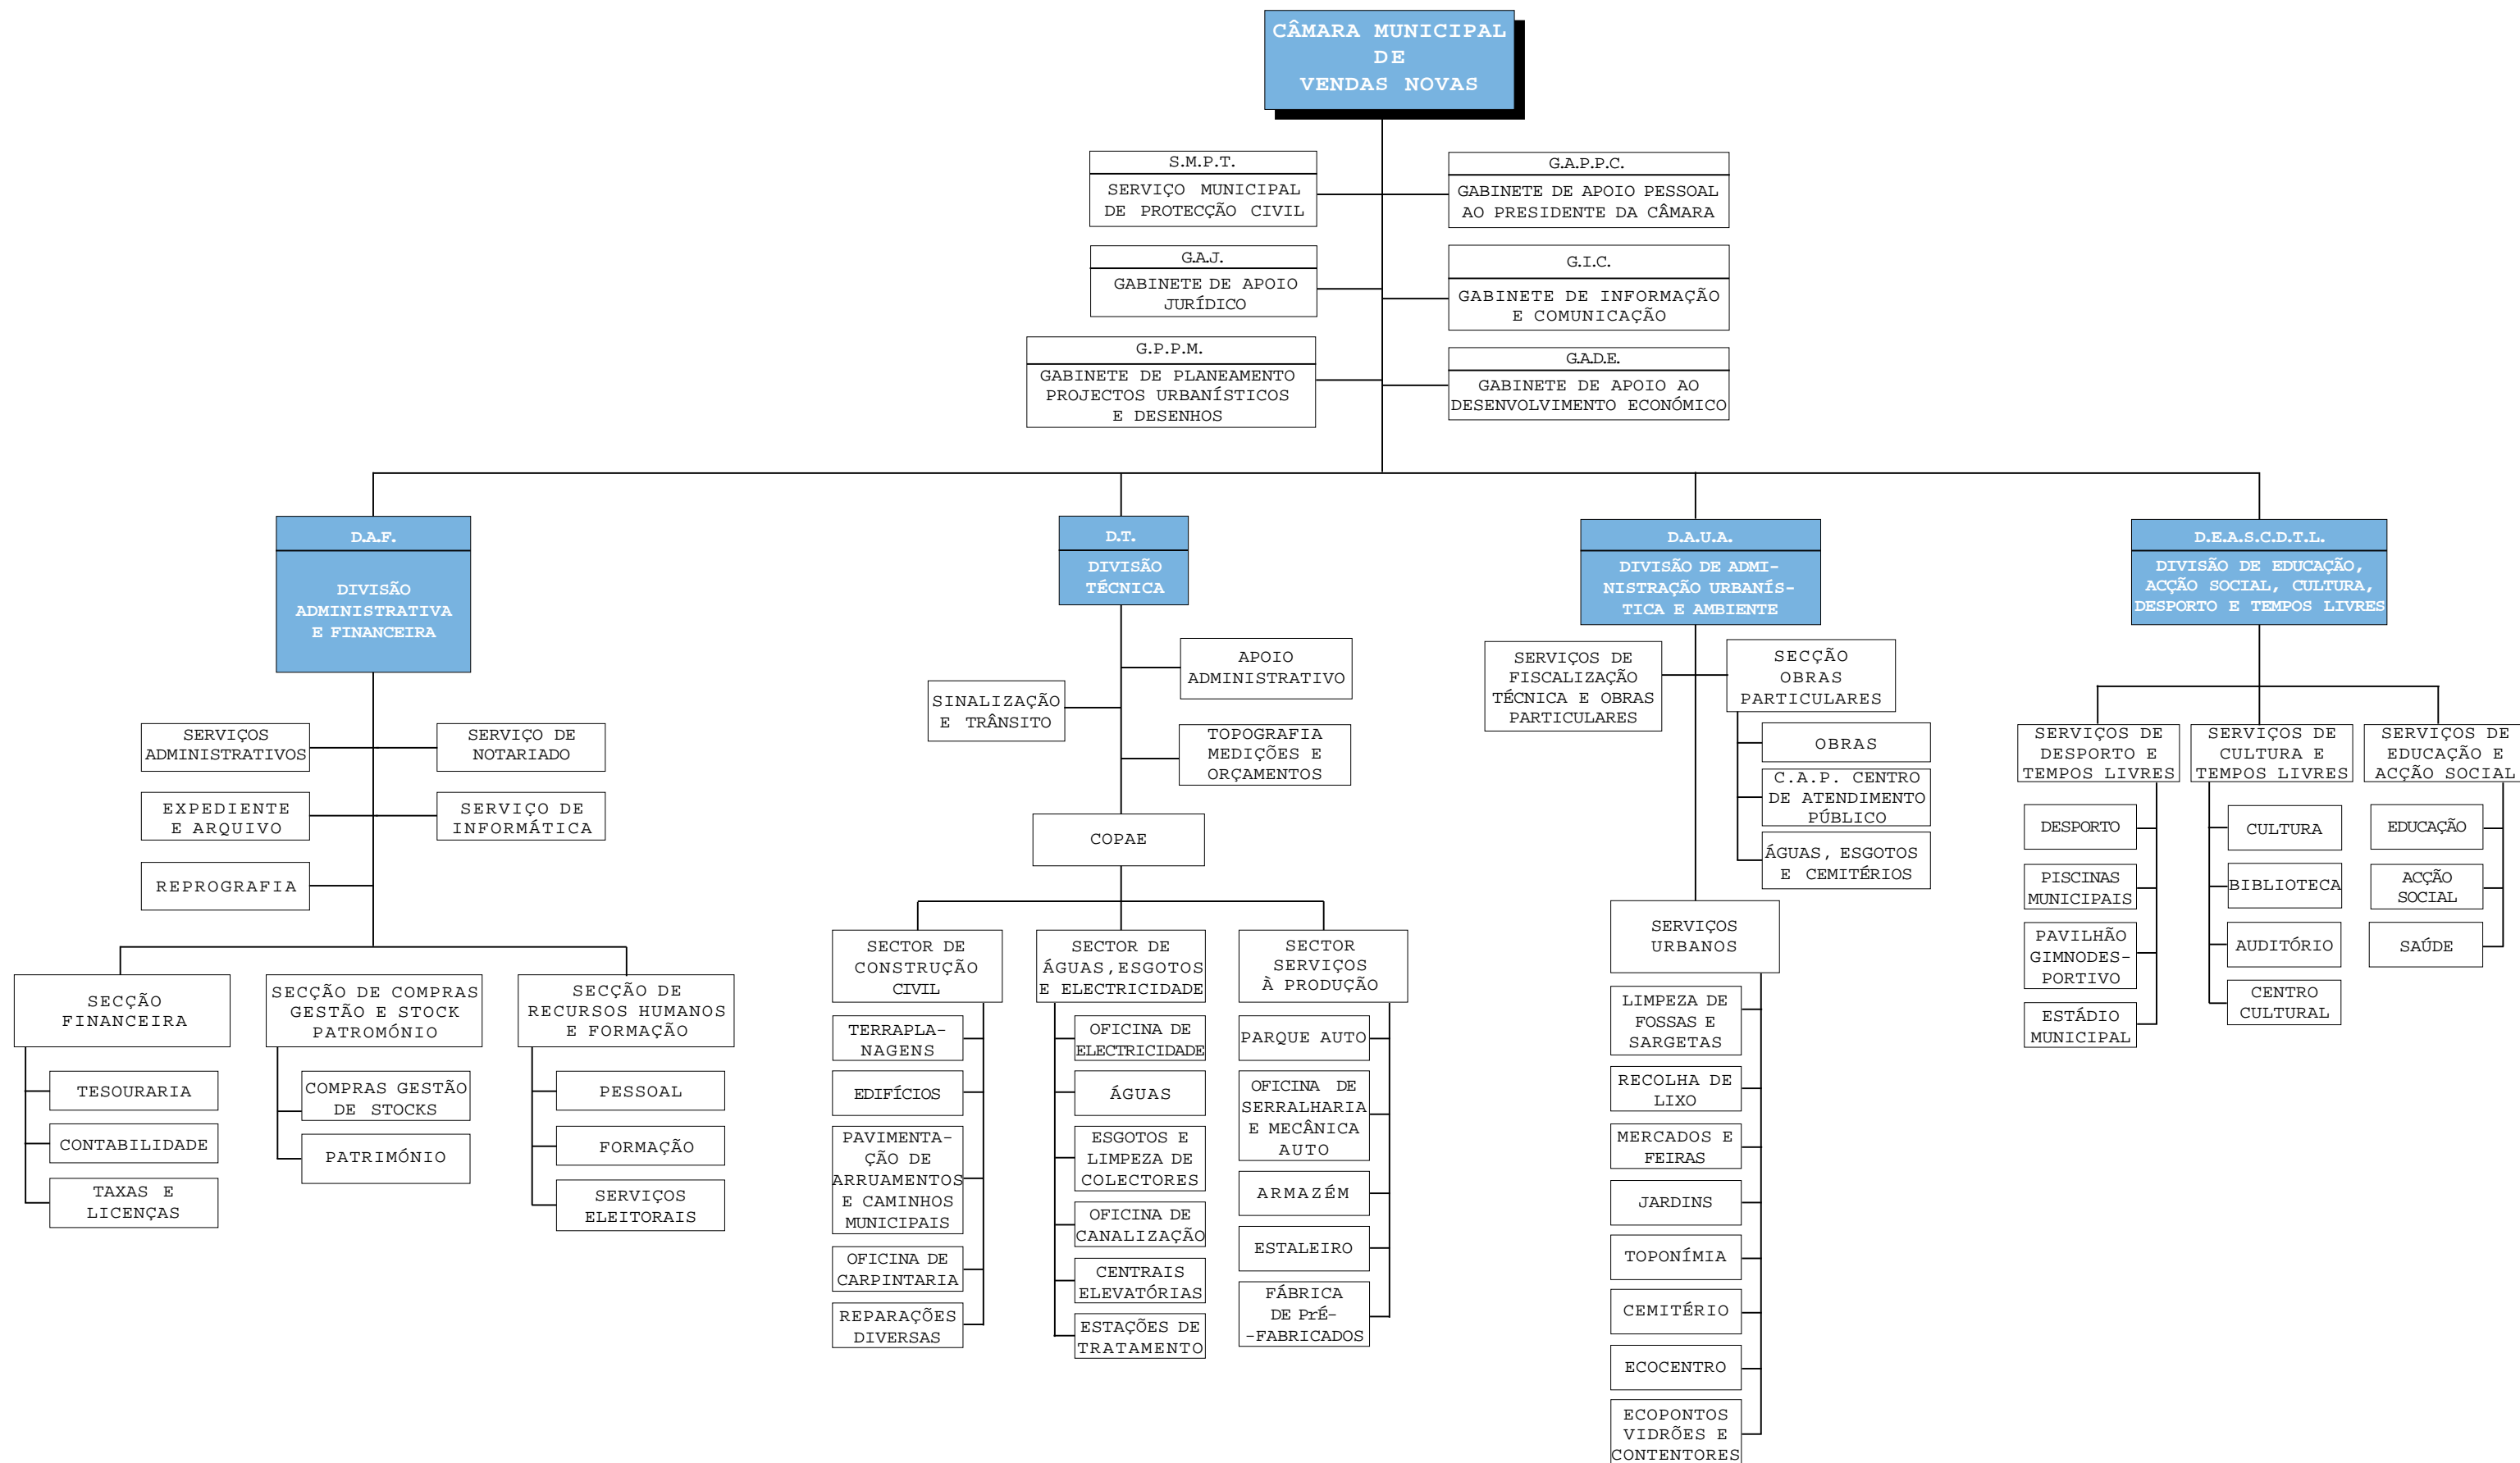 CÂMARA MUNICIPAL
DE
VENDAS NOVAS
S.M.P.T.
SERVIÇO MUNICIPAL
DE PROTECÇÃO CIVIL
G.A.P.P.C.
GABINETE DE APOIO PESSOAL
AO PRESIDENTE DA CÂMARA
G.A.J.
GABINETE DE APOIO
JURÍDICO
G.I.C.
GABINETE DE INFORMAÇÃO
E COMUNICAÇÃO
G.P.P.M.
GABINETE DE PLANEAMENTO
PROJECTOS URBANÍSTICOS
E DESENHOS
G.A.D.E.
GABINETE DE APOIO AO
DESENVOLVIMENTO ECONÓMICO
D.A.F.
DIVISÃO
ADMINISTRATIVA
E FINANCEIRA
SERVIÇOS
ADMINISTRATIVOS
SERVIÇO DE
NOTARIADO
EXPEDIENTE
E ARQUIVO
SERVIÇO DE
INFORMÁTICA
REPROGRAFIA
SECÇÃO
FINANCEIRA
TESOURARIA
CONTABILIDADE
TAXAS E
LICENÇAS
SECÇÃO DE COMPRAS
GESTÃO E STOCK
PATROMÓNIO
COMPRAS GESTÃO
DE STOCKS
PATRIMÓNIO
SECÇÃO DE
RECURSOS HUMANOS
E FORMAÇÃO
PESSOAL
FORMAÇÃO
SERVIÇOS
ELEITORAIS
D.T.
DIVISÃO
TÉCNICA
APOIO
ADMINISTRATIVO
SINALIZAÇÃO
E TRÂNSITO
TOPOGRAFIA
MEDIÇÕES E
ORÇAMENTOS
COPAE
SECTOR DE
CONSTRUÇÃO
CIVIL
TERRAPLA-
NAGENS
EDIFÍCIOS
PAVIMENTA-
ÇÃO DE
ARRUAMENTOS
E CAMINHOS
MUNICIPAIS
OFICINA DE
CARPINTARIA
REPARAÇÕES
DIVERSAS
SECTOR DE
ÁGUAS, ESGOTOS
E ELECTRICIDADE
OFICINA DE
ELECTRICIDADE
ÁGUAS
ESGOTOS E
LIMPEZA DE
COLECTORES
OFICINA DE
CANALIZAÇÃO
CENTRAIS
ELEVATÓRIAS
ESTAÇÕES DE
TRATAMENTO
SECTOR
SERVIÇOS
À PRODUÇÃO
PARQUE AUTO
OFICINA DE
SERRALHARIA
E MECÂNICA
AUTO
ARMAZÉM
ESTALEIRO
FÁBRICA
DE PrÉ-
-FABRICADOS
D.A.U.A.
DIVISÃO DE ADMI-
NISTRAÇÃO URBANÍS-
TICA E AMBIENTE
SERVIÇOS DE
FISCALIZAÇÃO
TÉCNICA E OBRAS
PARTICULARES
SECÇÃO
OBRAS
PARTICULARES
OBRAS
C.A.P. CENTRO
DE ATENDIMENTO
PÚBLICO
ÁGUAS, ESGOTOS
E CEMITÉRIOS
SERVIÇOS
URBANOS
LIMPEZA DE
FOSSAS E
SARGETAS
RECOLHA DE
LIXO
MERCADOS E
FEIRAS
JARDINS
TOPONÍMIA
CEMITÉRIO
ECOCENTRO
ECOPONTOS
VIDRÕES E
CONTENTORES
D.E.A.S.C.D.T.L.
DIVISÃO DE EDUCAÇÃO,
ACÇÃO SOCIAL, CULTURA,
DESPORTO E TEMPOS LIVRES
SERVIÇOS DE
DESPORTO E
TEMPOS LIVRES
DESPORTO
PISCINAS
MUNICIPAIS
PAVILHÃO
GIMNODES-
PORTIVO
ESTÁDIO
MUNICIPAL
SERVIÇOS DE
CULTURA E
TEMPOS LIVRES
CULTURA
BIBLIOTECA
AUDITÓRIO
CENTRO
CULTURAL
SERVIÇOS DE
EDUCAÇÃO E
ACÇÃO SOCIAL
EDUCAÇÃO
ACÇÃO
SOCIAL
SAÚDE